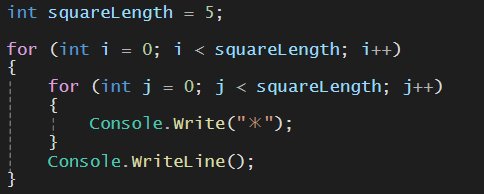 int squareLength = 5;
for (int i = 0; i < squareLength; i++)
{
for (int j = 0; j < squareLength; j++)
{
Console.Write("*");
}
Console.WriteLine();
}